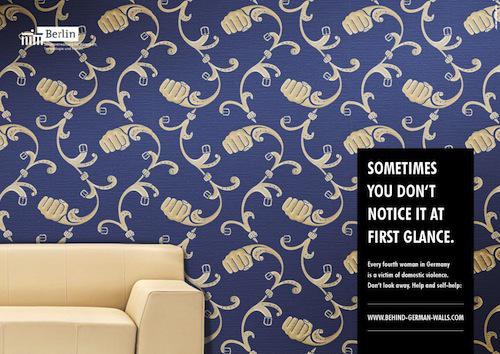 Berlin
SOMETIMES
YOU DON'T
NOTICE IT AT
FIRST GLANCE.
Every fourth woman in Germany
is a victim of domestic violence.
Don't look away. Help and self-help:
WWW.BEHIND-GERMAN-WALLS.COM